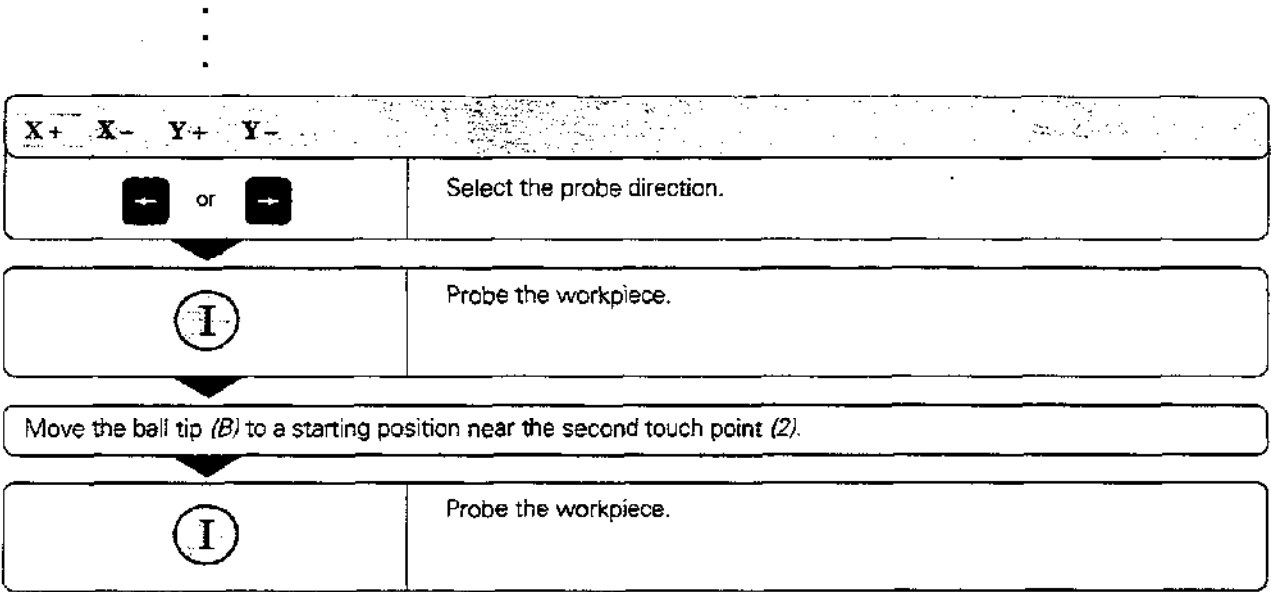 X+ X- Y+ Y-
← or → Select the probe direction.
I Probe the workpiece.
Move the ball tip (B) to a starting position near the second touch point (2).
I Probe the workpiece.